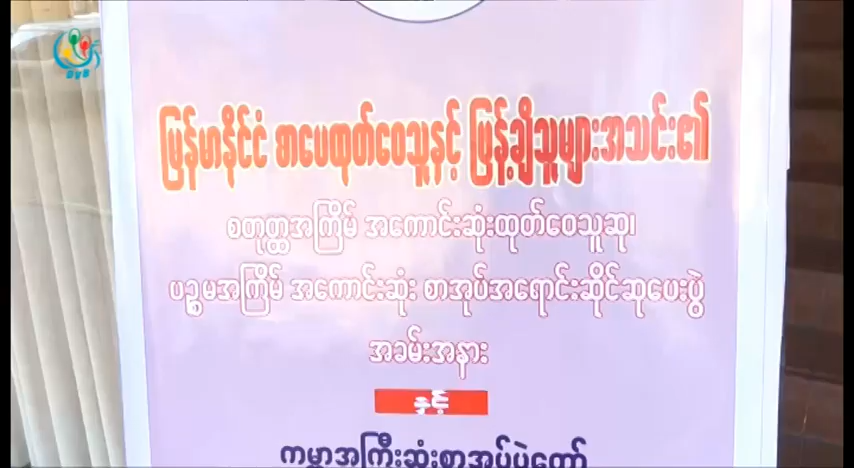 DVB
မြန်မာနိုင်ငံ စာပေထုတ်ဝေသူနှင့် ဖြန့်ချိသူများအသင်း၏
စတုတ္ထအကြိမ် အကောင်းဆုံးထုတ်ဝေသူဆု၊
ပဉ္စမအကြိမ် အကောင်းဆုံး စာအုပ်အရောင်းဆိုင်ဆုပေးပွဲ
အခမ်းအနား
နှင့်
ကမ္ဘာ့အကြီးဆုံးစာအုပ်ပွဲတော်